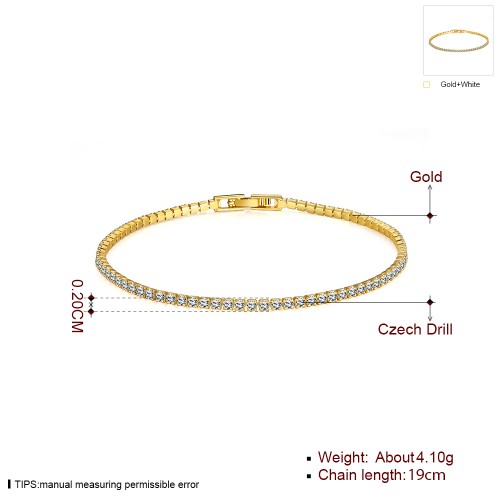 Gold+White
Gold
0.20CM
Czech Drill
Weight: About4.10g
Chain length:19cm
TIPS:manual measuring permissible error